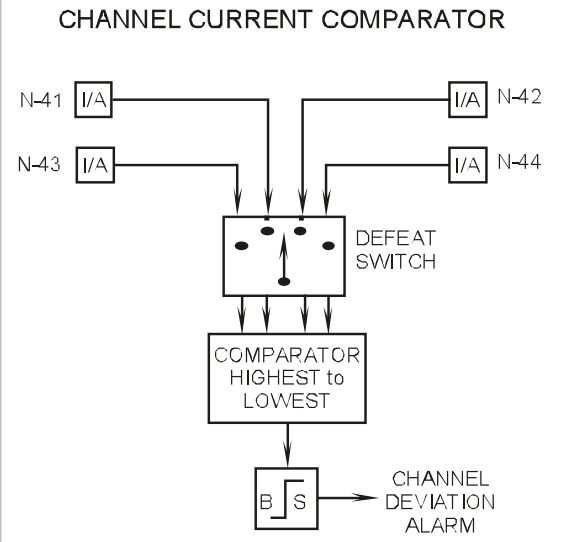 CHANNEL CURRENT COMPARATOR
N-41 I/A
I/A N-42
N-43 I/A
I/A N-44
DEFEAT
SWITCH
COMPARATOR
HIGHEST to
LOWEST
B S
CHANNEL
DEVIATION
ALARM